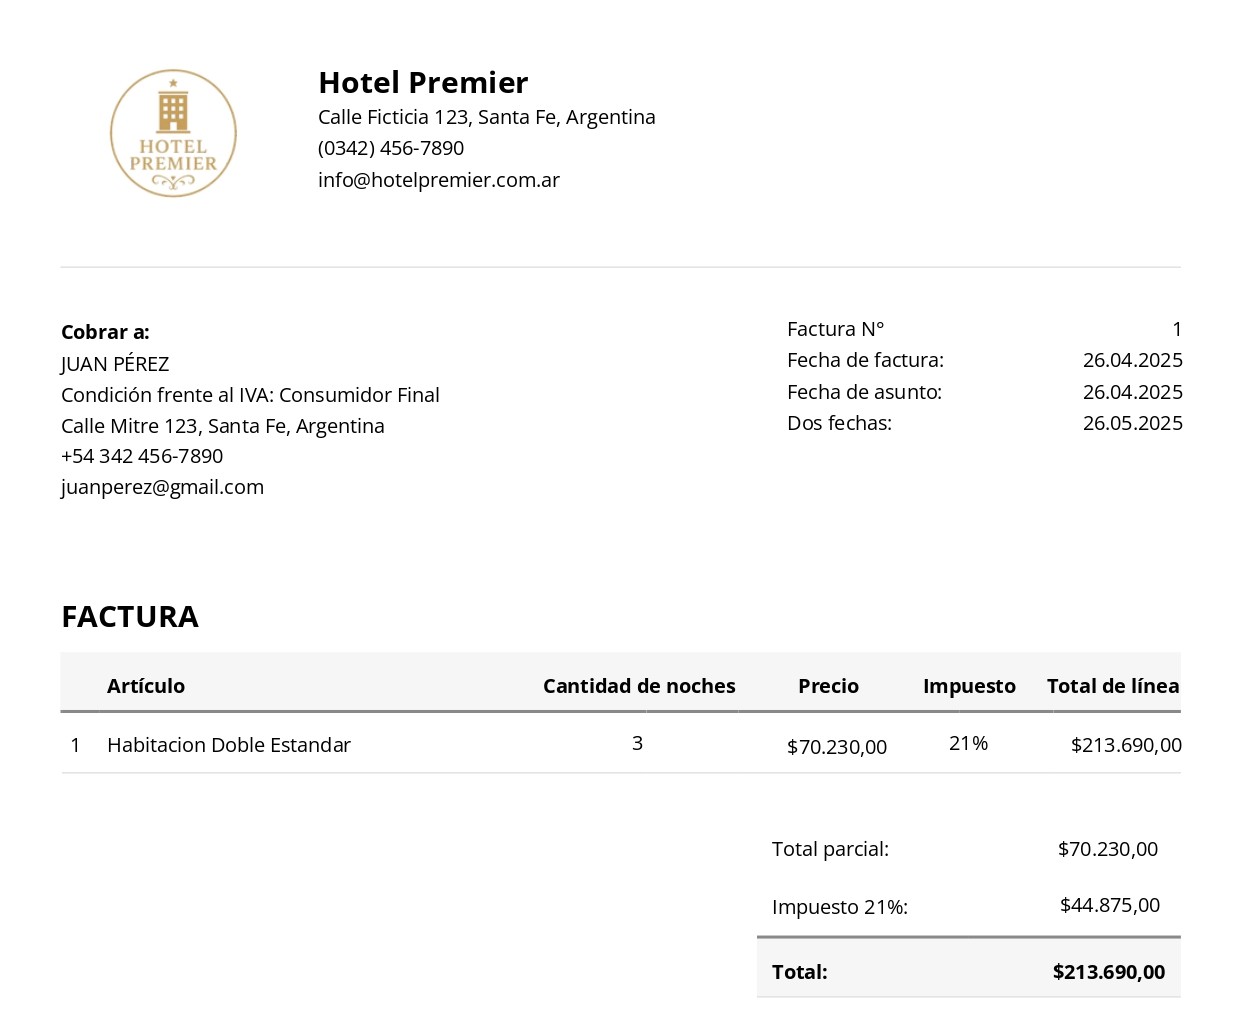 HOTEL
PREMIER
Hotel Premier
Calle Ficticia 123, Santa Fe, Argentina
(0342) 456-7890
info@hotelpremier.com.ar
Cobrar a:
JUAN PÉREZ
Condición frente al IVA: Consumidor Final
Calle Mitre 123, Santa Fe, Argentina
+54 342 456-7890
juanperez@gmail.com
Factura N° 1
Fecha de factura: 26.04.2025
Fecha de asunto: 26.04.2025
Dos fechas: 26.05.2025
FACTURA
Artículo Cantidad de noches Precio Impuesto Total de línea
1 Habitacion Doble Estandar 3 $70.230,00 21% $213.690,00
Total parcial: $70.230,00
Impuesto 21%: $44.875,00
Total: $213.690,00